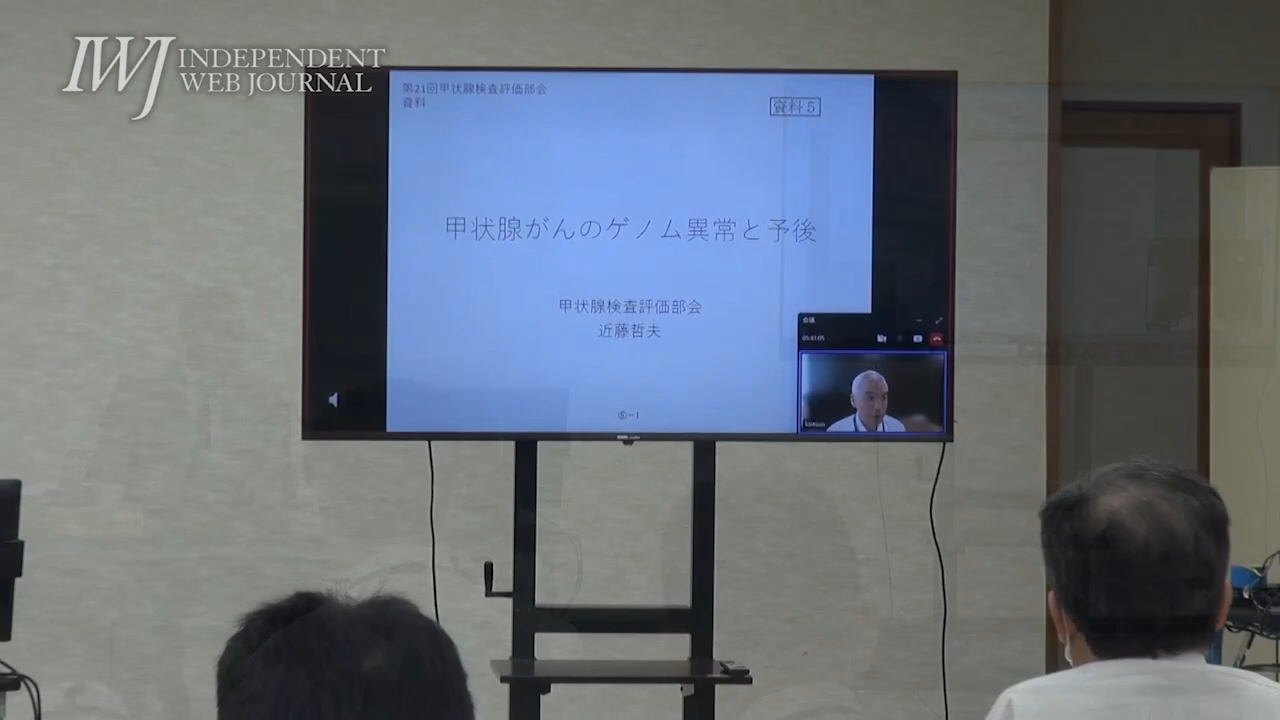 IWJ INDEPENDENT
WEB JOURNAL
第21回甲状腺検査評価部会
資料
資料5
甲状腺がんのゲノム異常と予後
甲状腺検査評価部会
近藤哲夫
⑤－1
会議